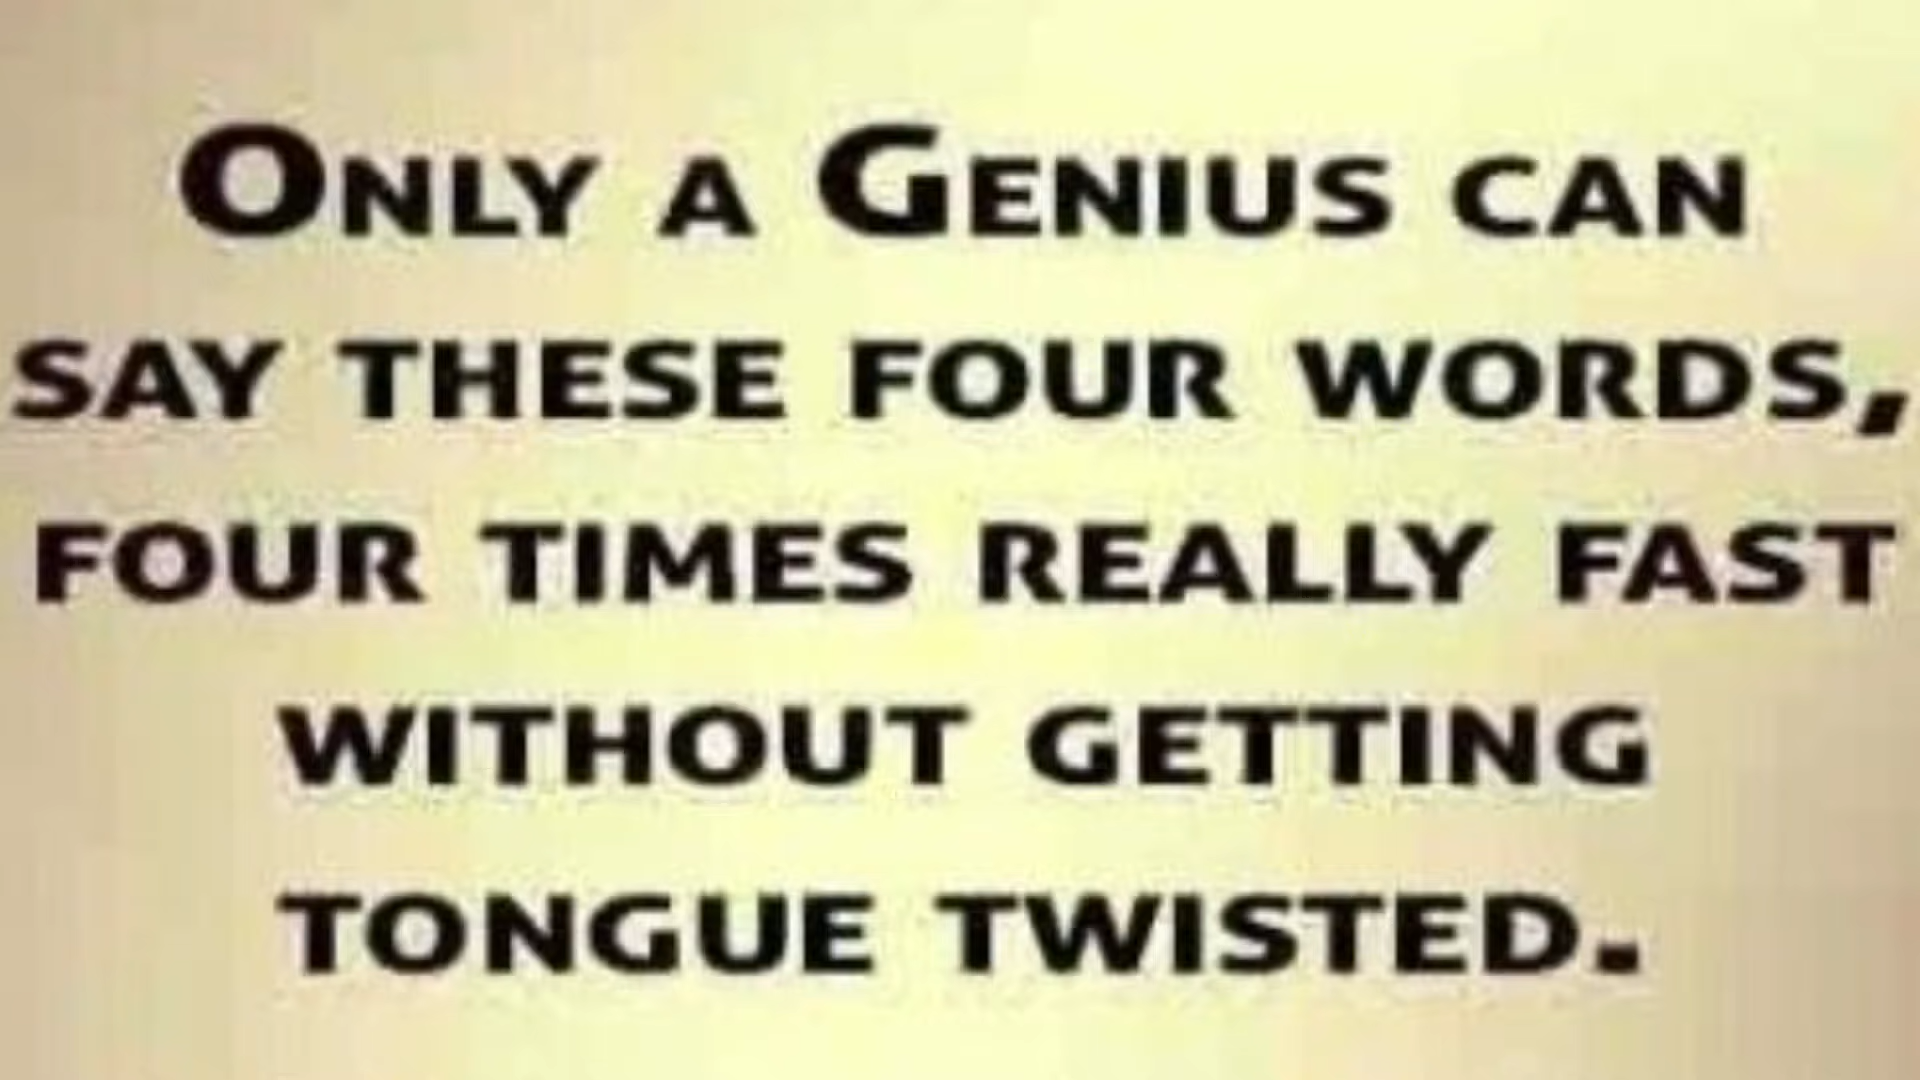 Only a Genius can
say these four words,
four times really fast
without getting
tongue twisted.